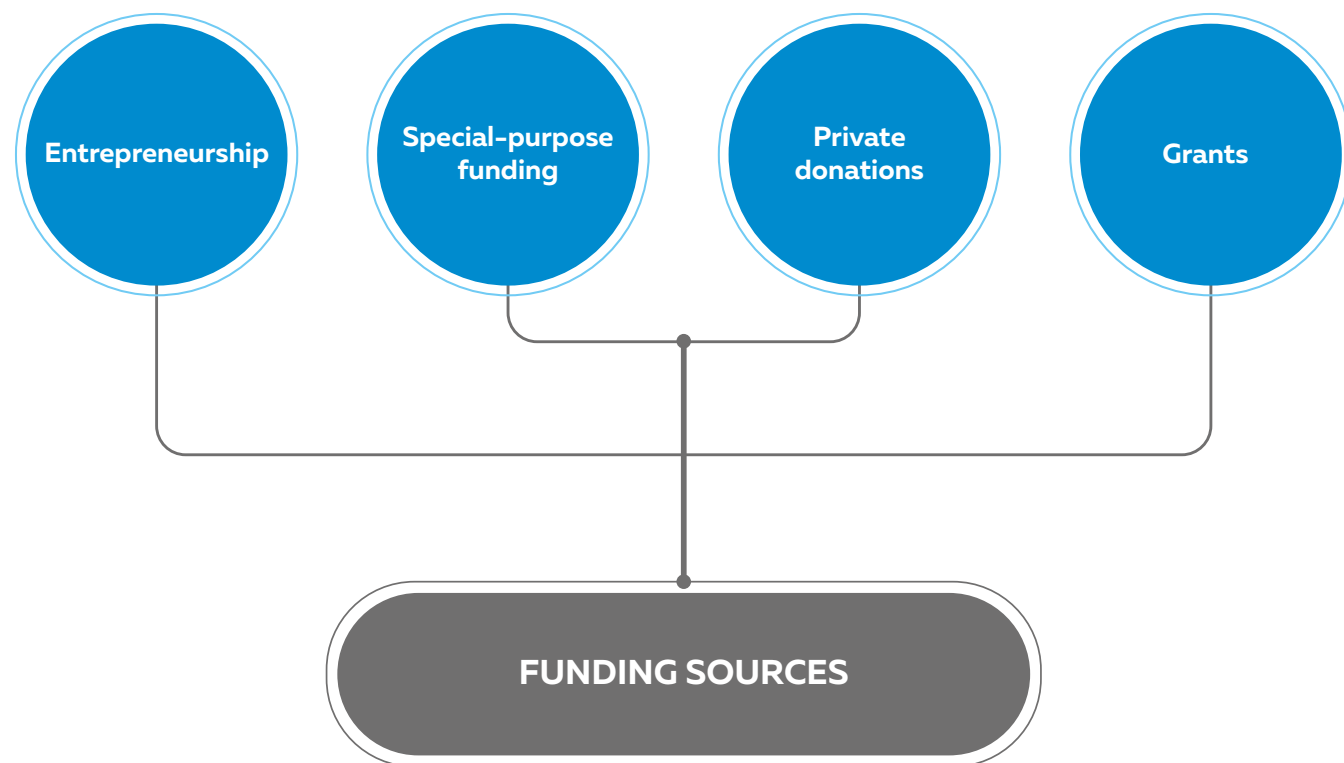 Entrepreneurship
Special-purpose
funding
Private
donations
Grants
FUNDING SOURCES